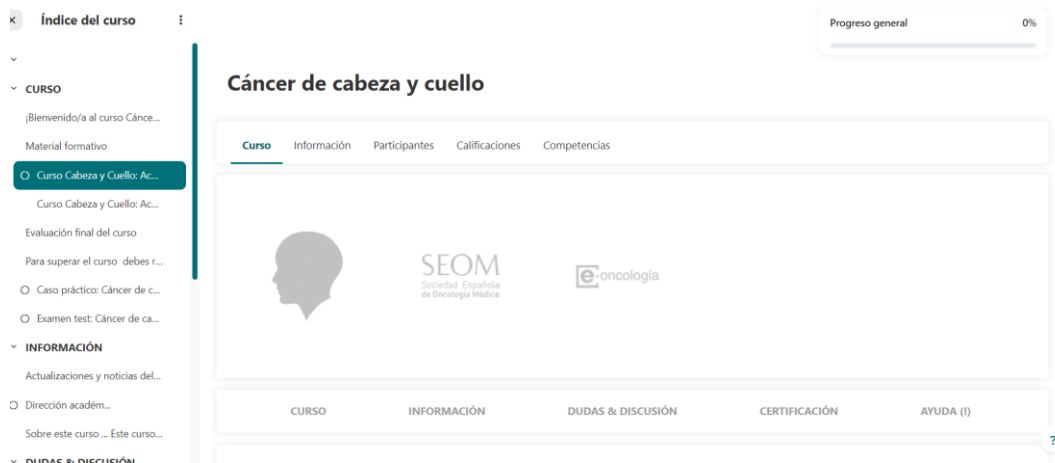 Índice del curso
Progreso general 0%
CURSO
¡Bienvenido/a al curso Cánce...
Material formativo
Curso Cabeza y Cuello: Ac...
Curso Cabeza y Cuello: Ac...
Evaluación final del curso
Para superar el curso debes r...
Caso práctico: Cáncer de c...
Examen test: Cáncer de ca...
INFORMACIÓN
Actualizaciones y noticias del...
Dirección académ...
Sobre este curso ... Este curso...
DUDAS & DISCUSIÓN
Cáncer de cabeza y cuello
Curso Información Participantes Calificaciones Competencias
SEOM
Sociedad Española
de Oncología Médica
e-oncología
CURSO INFORMACIÓN DUDAS & DISCUSIÓN CERTIFICACIÓN AYUDA (!)
?